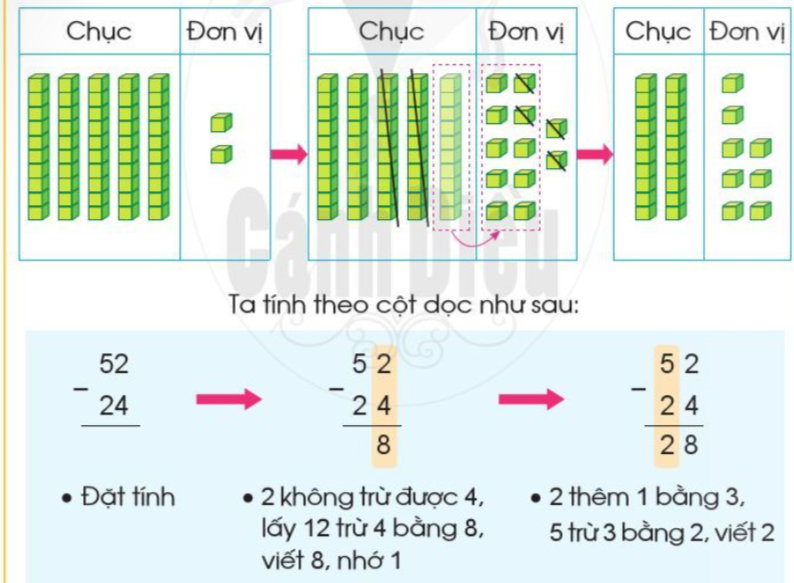 Chục Đơn vị Chục Đơn vị Chục Đơn vị
Cánh Diều
Ta tính theo cột dọc như sau:
52
− 24
5 2
− 2 4
8
5 2
− 2 4
2 8
• Đặt tính
• 2 không trừ được 4,
lấy 12 trừ 4 bằng 8,
viết 8, nhớ 1
• 2 thêm 1 bằng 3,
5 trừ 3 bằng 2, viết 2